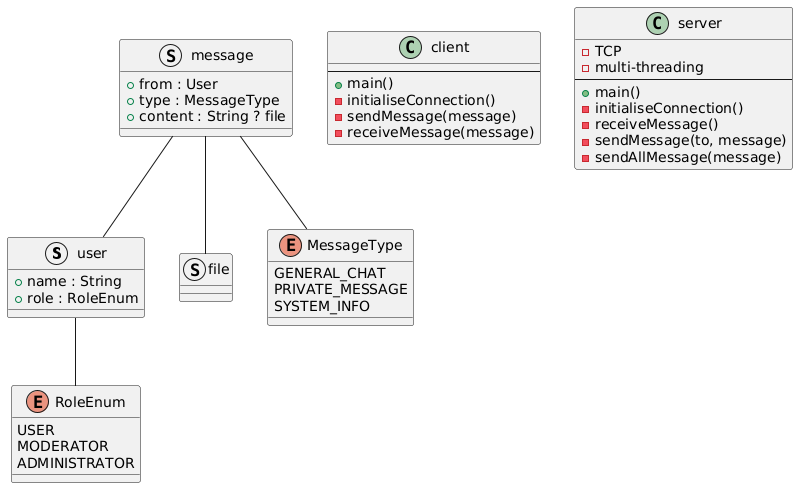 S message
from : User
type : MessageType
content : String ? file
C client
main()
initialiseConnection()
sendMessage(message)
receiveMessage(message)
C server
TCP
multi-threading
main()
initialiseConnection()
receiveMessage()
sendMessage(to, message)
sendAllMessage(message)
S user
name : String
role : RoleEnum
S file
E MessageType
GENERAL_CHAT
PRIVATE_MESSAGE
SYSTEM_INFO
E RoleEnum
USER
MODERATOR
ADMINISTRATOR